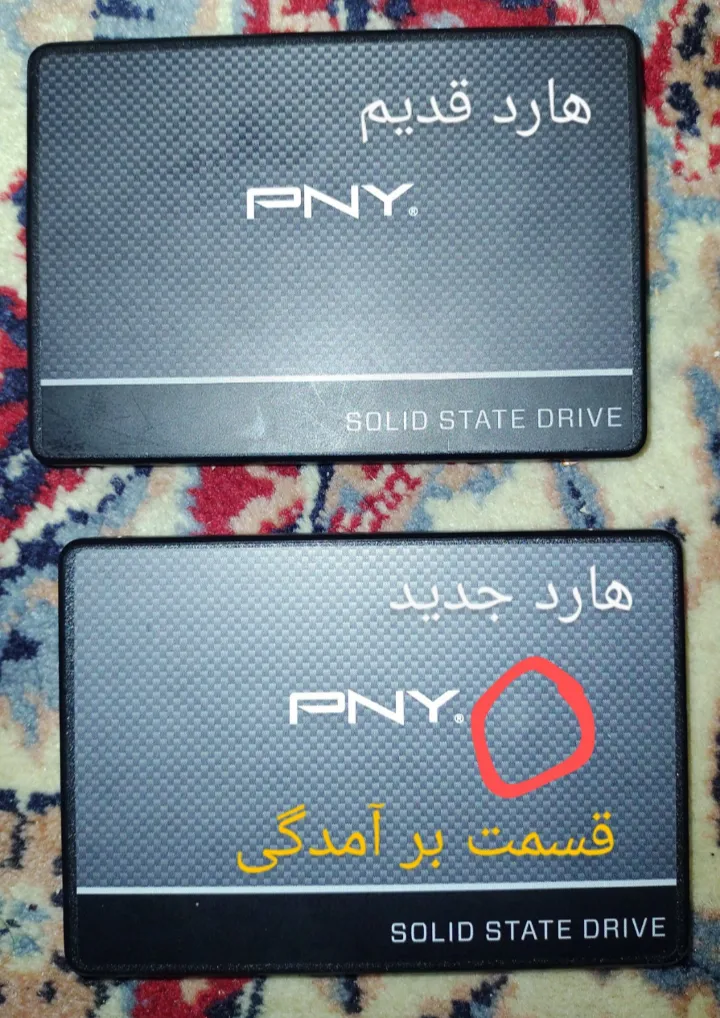 هارد قدیم
PNY®
SOLID STATE DRIVE
هارد جدید
PNY®
قسمت بر آمدگی
SOLID STATE DRIVE